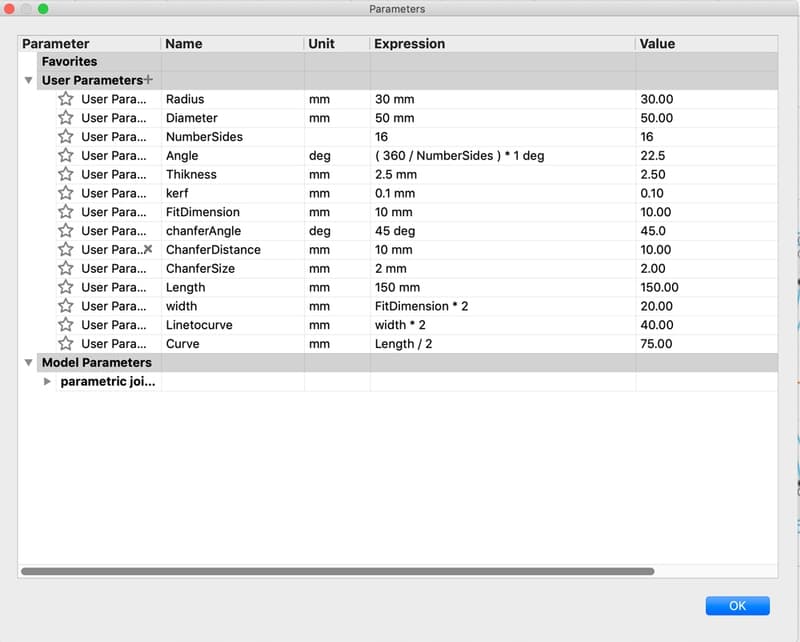 Parameters
Parameter Name Unit Expression Value
Favorites
User Parameters+
User Para... Radius mm 30 mm 30.00
User Para... Diameter mm 50 mm 50.00
User Para... NumberSides 16 16
User Para... Angle deg ( 360 / NumberSides ) * 1 deg 22.5
User Para... Thikness mm 2.5 mm 2.50
User Para... kerf mm 0.1 mm 0.10
User Para... FitDimension mm 10 mm 10.00
User Para... chanferAngle deg 45 deg 45.0
User Para.. ChanferDistance mm 10 mm 10.00
User Para... ChanferSize mm 2 mm 2.00
User Para... Length mm 150 mm 150.00
User Para... width mm FitDimension * 2 20.00
User Para... Linetocurve mm width * 2 40.00
User Para... Curve mm Length / 2 75.00
Model Parameters
parametric joi...
OK